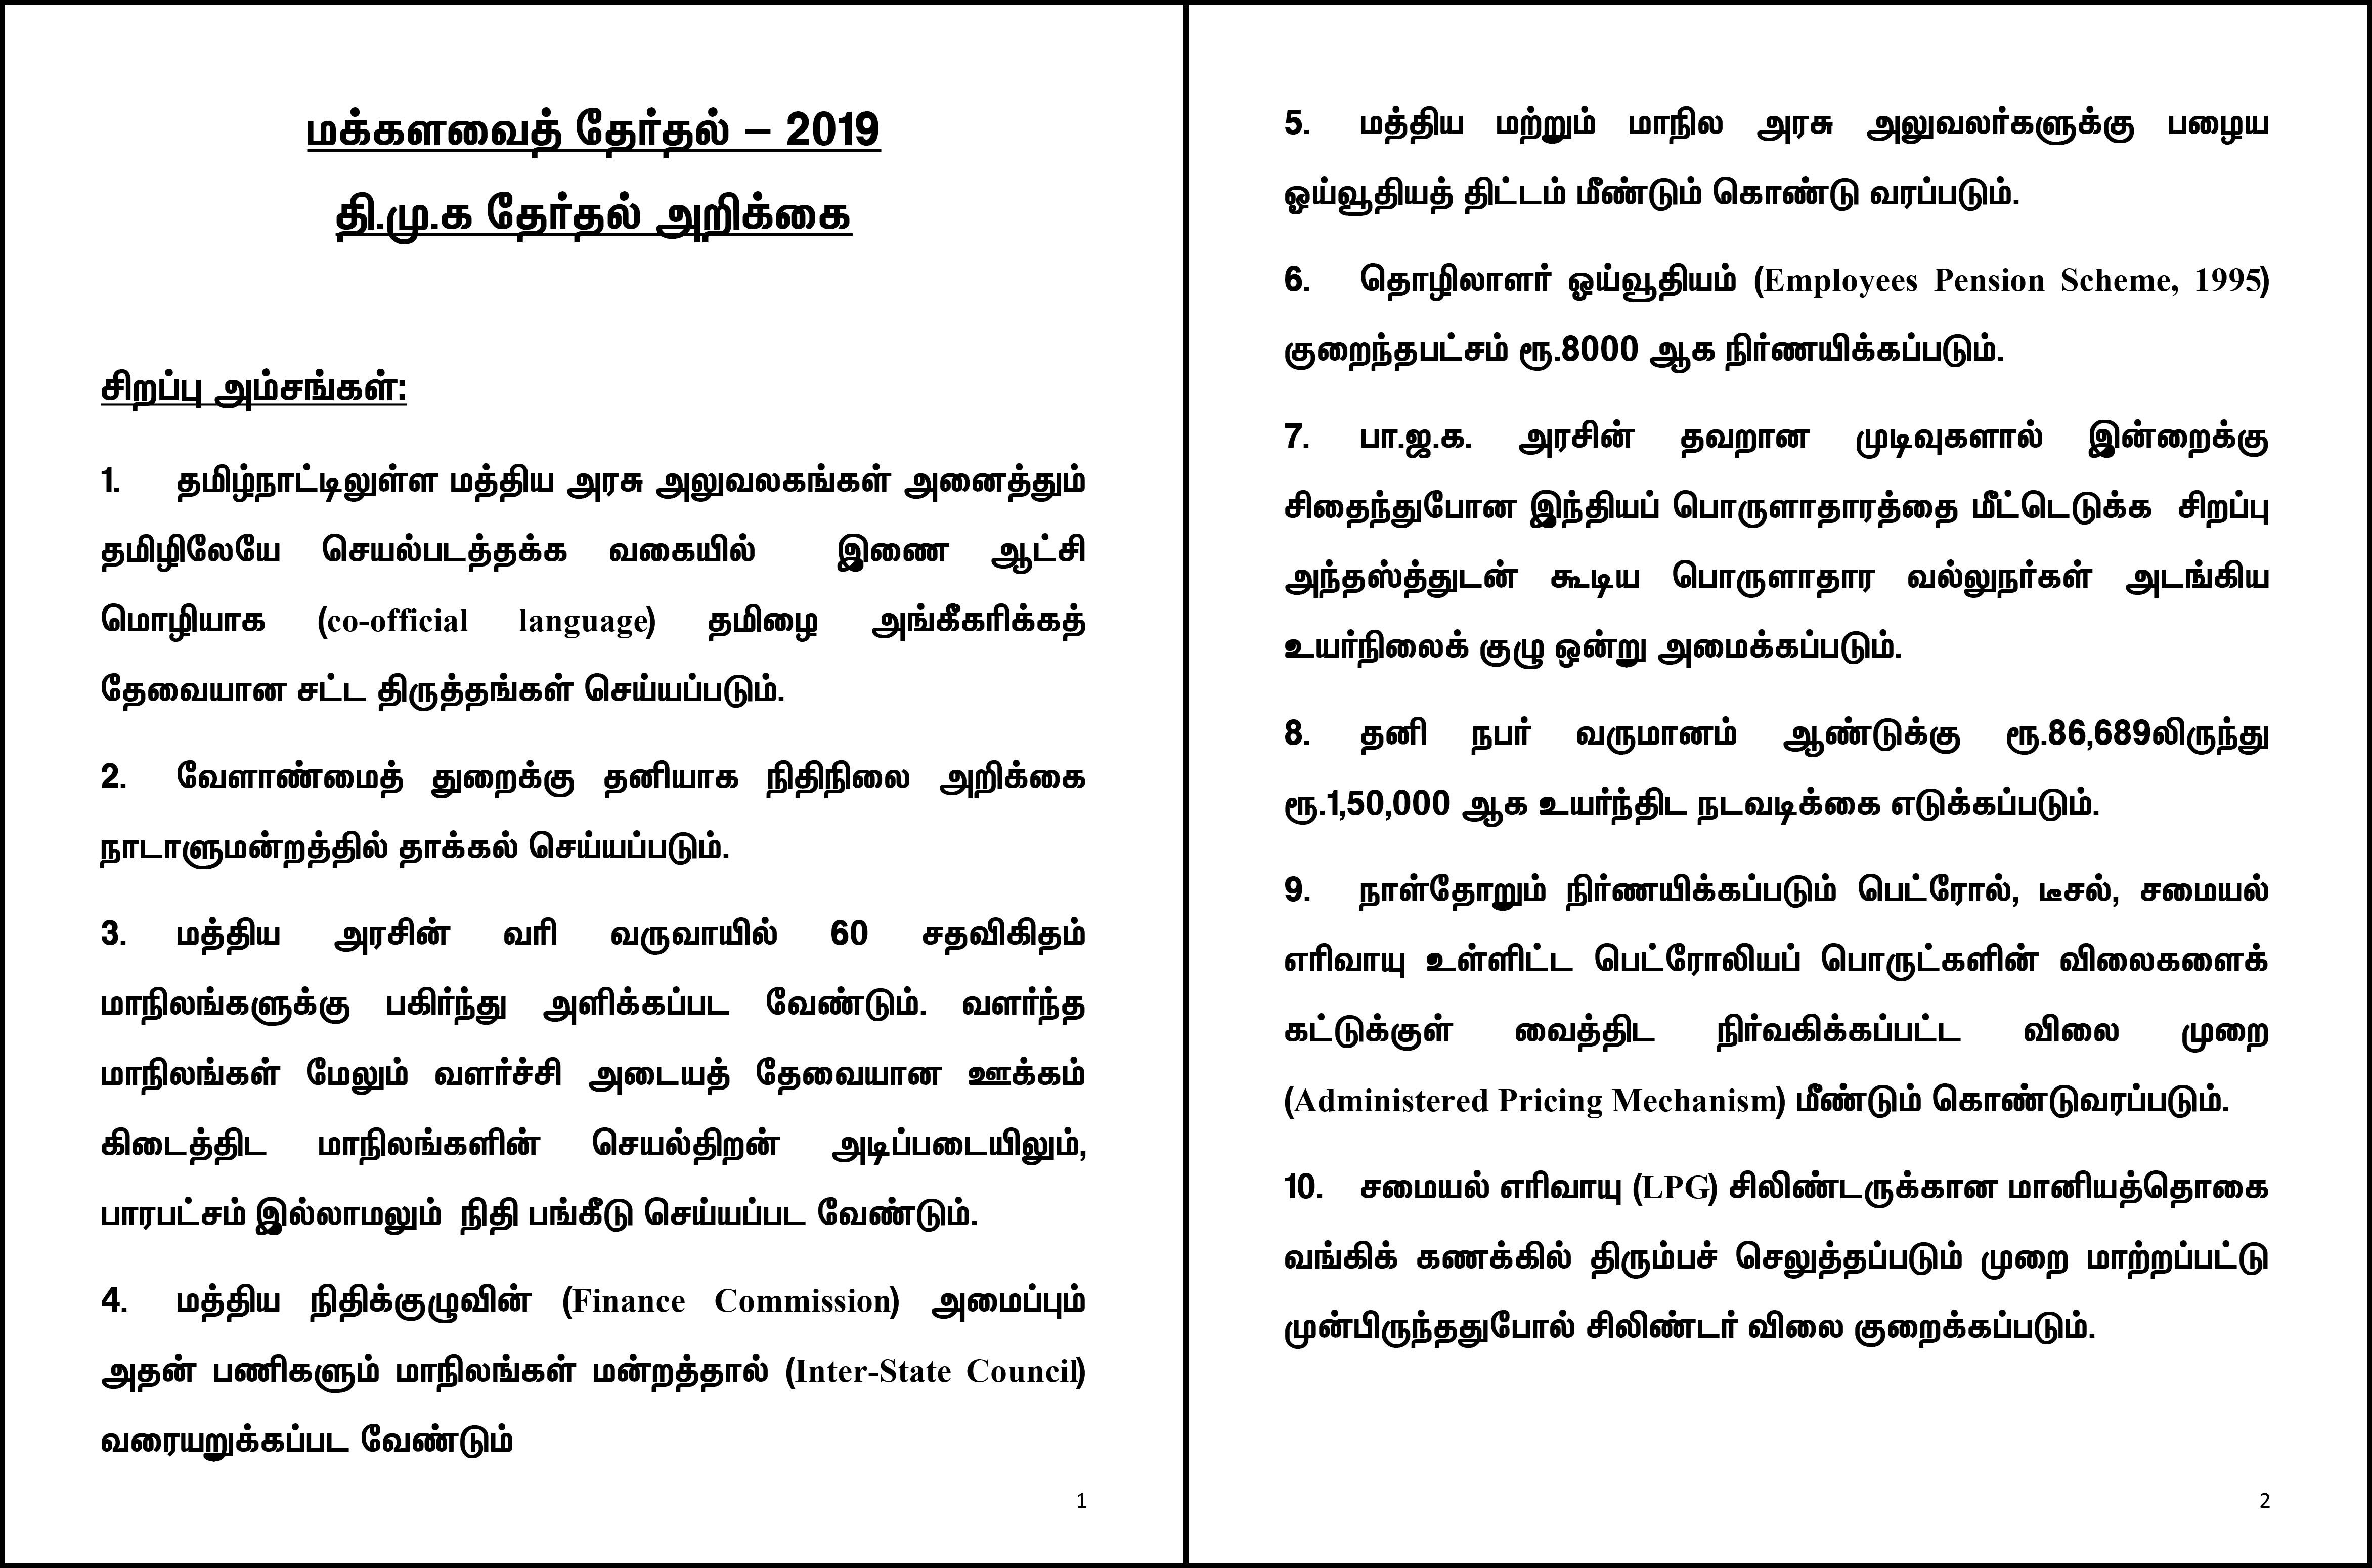 மக்களவைத் தேர்தல் – 2019
தி.மு.க தேர்தல் அறிக்கை
சிறப்பு அம்சங்கள்:
1. தமிழ்நாட்டிலுள்ள மத்திய அரசு அலுவலகங்கள் அனைத்தும்
தமிழிலேயே செயல்படத்தக்க வகையில் இணை ஆட்சி
மொழியாக (co-official language) தமிழை அங்கீகரிக்கத்
தேவையான சட்ட திருத்தங்கள் செய்யப்படும்.
2. வேளாண்மைத் துறைக்கு தனியாக நிதிநிலை அறிக்கை
நாடாளுமன்றத்தில் தாக்கல் செய்யப்படும்.
3. மத்திய அரசின் வரி வருவாயில் 60 சதவிகிதம்
மாநிலங்களுக்கு பகிர்ந்து அளிக்கப்பட வேண்டும். வளர்ந்த
மாநிலங்கள் மேலும் வளர்ச்சி அடையத் தேவையான ஊக்கம்
கிடைத்திட மாநிலங்களின் செயல்திறன் அடிப்படையிலும்,
பாரபட்சம் இல்லாமலும் நிதி பங்கீடு செய்யப்பட வேண்டும்.
4. மத்திய நிதிக்குழுவின் (Finance Commission) அமைப்பும்
அதன் பணிகளும் மாநிலங்கள் மன்றத்தால் (Inter-State Council)
வரையறுக்கப்பட வேண்டும்
1
5. மத்திய மற்றும் மாநில அரசு அலுவலர்களுக்கு பழைய
ஓய்வூதியத் திட்டம் மீண்டும் கொண்டு வரப்படும்.
6. தொழிலாளர் ஓய்வூதியம் (Employees Pension Scheme, 1995)
குறைந்தபட்சம் ரூ.8000 ஆக நிர்ணயிக்கப்படும்.
7. பா.ஜ.க. அரசின் தவறான முடிவுகளால் இன்றைக்கு
சிதைந்துபோன இந்தியப் பொருளாதாரத்தை மீட்டெடுக்க சிறப்பு
அந்தஸ்த்துடன் கூடிய பொருளாதார வல்லுநர்கள் அடங்கிய
உயர்நிலைக் குழு ஒன்று அமைக்கப்படும்.
8. தனி நபர் வருமானம் ஆண்டுக்கு ரூ.86,689லிருந்து
ரூ.1,50,000 ஆக உயர்ந்திட நடவடிக்கை எடுக்கப்படும்.
9. நாள்தோறும் நிர்ணயிக்கப்படும் பெட்ரோல், டீசல், சமையல்
எரிவாயு உள்ளிட்ட பெட்ரோலியப் பொருட்களின் விலைகளைக்
கட்டுக்குள் வைத்திட நிர்வகிக்கப்பட்ட விலை முறை
(Administered Pricing Mechanism) மீண்டும் கொண்டுவரப்படும்.
10. சமையல் எரிவாயு (LPG) சிலிண்டருக்கான மானியத்தொகை
வங்கிக் கணக்கில் திரும்பச் செலுத்தப்படும் முறை மாற்றப்பட்டு
முன்பிருந்ததுபோல் சிலிண்டர் விலை குறைக்கப்படும்.
2